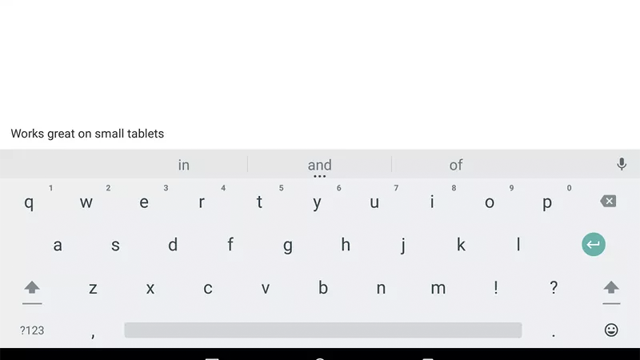 Works great on small tablets
in and of
1 2 3 4 5 6 7 8 9 0
q w e r t y u i o p
a s d f g h j k l
z x c v b n m ! ?
?123 , .